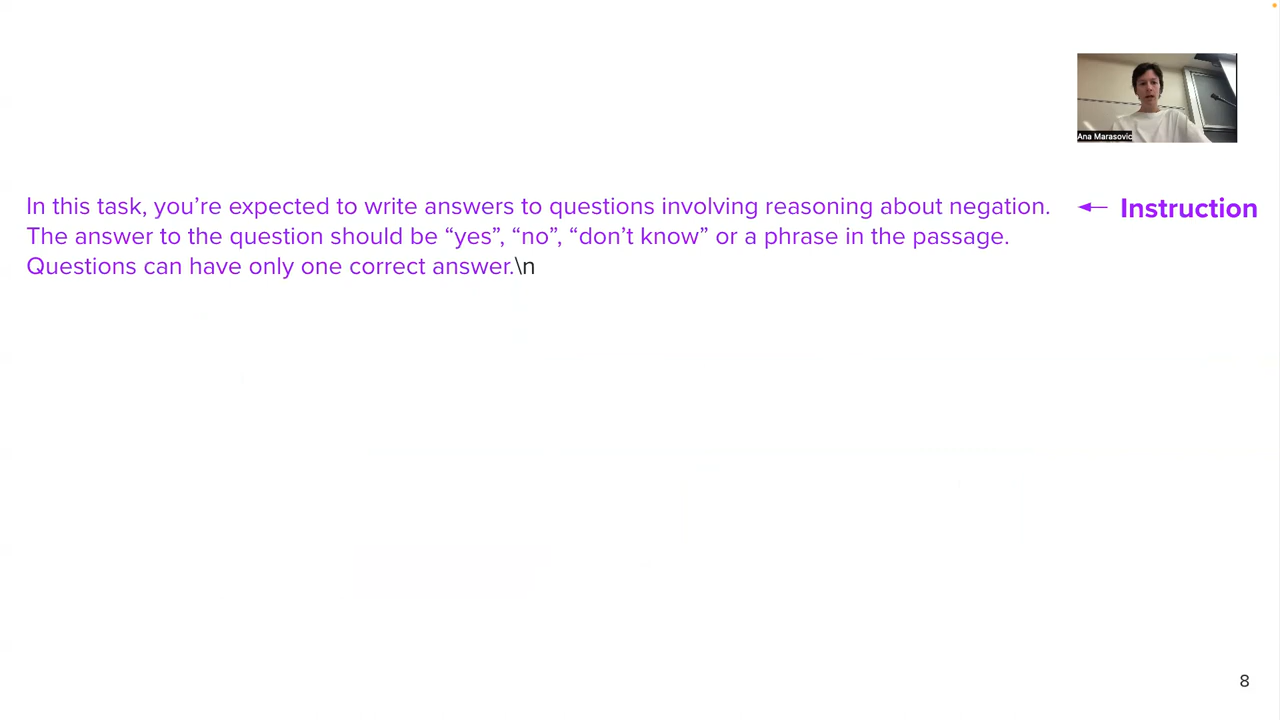 Ana Marasovic
In this task, you’re expected to write answers to questions involving reasoning about negation.
Instruction
The answer to the question should be “yes”, “no”, “don’t know” or a phrase in the passage.
Questions can have only one correct answer.\n
8